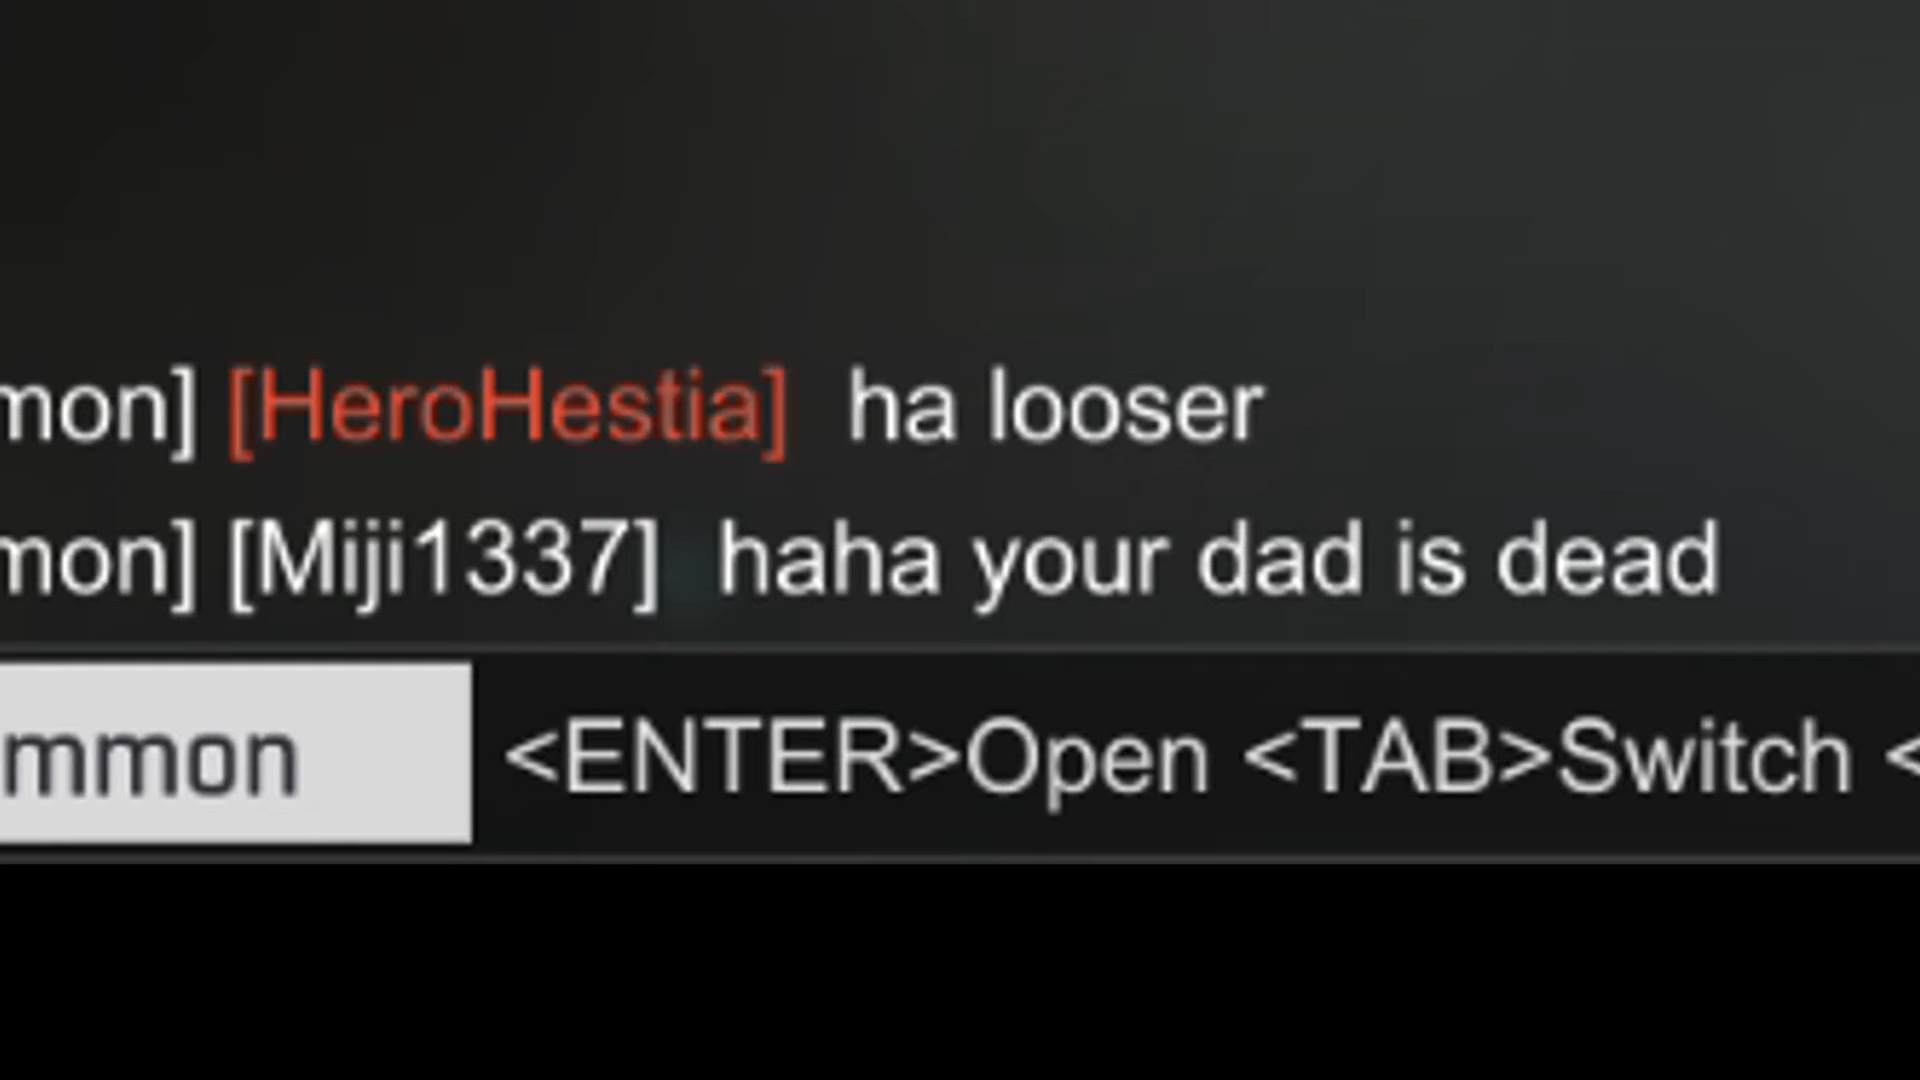 mon] [HeroHestia] ha looser
mon] [Miji1337] haha your dad is dead
mmon <ENTER>Open <TAB>Switch <